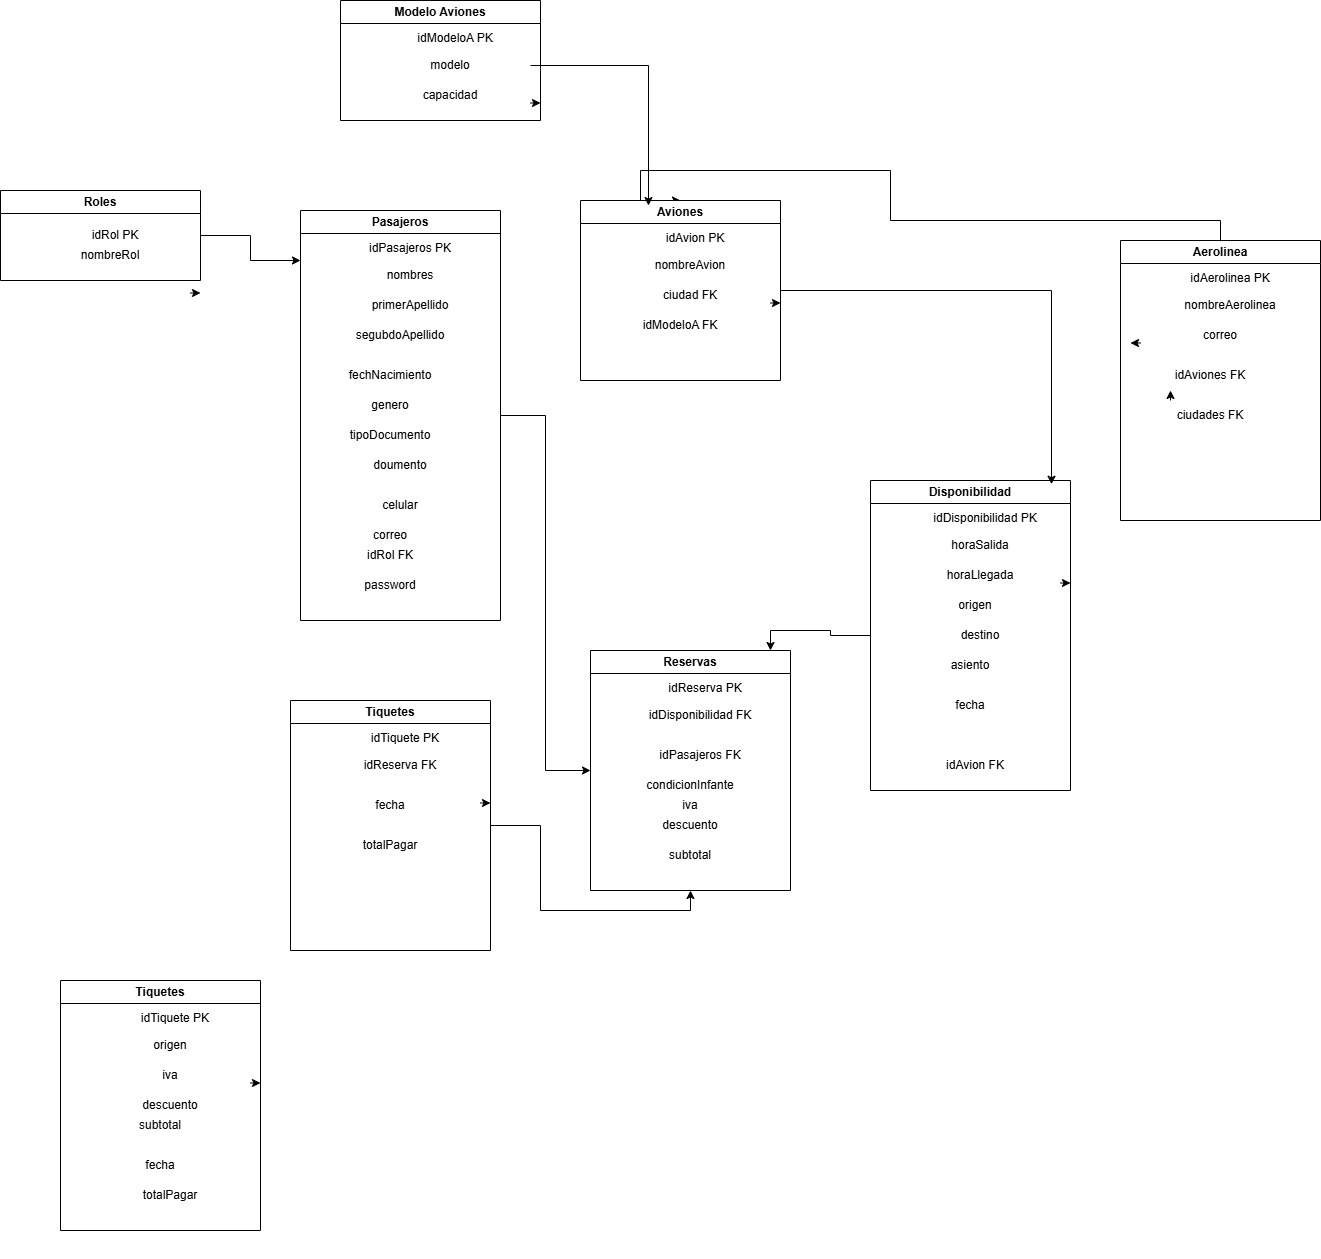 Modelo Aviones
idModeloA PK
modelo
capacidad
Roles
idRol PK
nombreRol
Pasajeros
idPasajeros PK
nombres
primerApellido
segubdoApellido
fechNacimiento
genero
tipoDocumento
doumento
celular
correo
idRol FK
password
Aviones
idAvion PK
nombreAvion
ciudad FK
idModeloA FK
Aerolinea
idAerolinea PK
nombreAerolinea
correo
idAviones FK
ciudades FK
Disponibilidad
idDisponibilidad PK
horaSalida
horaLlegada
origen
destino
asiento
fecha
idAvion FK
Reservas
idReserva PK
idDisponibilidad FK
idPasajeros FK
condicionInfante
iva
descuento
subtotal
Tiquetes
idTiquete PK
idReserva FK
fecha
totalPagar
Tiquetes
idTiquete PK
origen
iva
descuento
subtotal
fecha
totalPagar